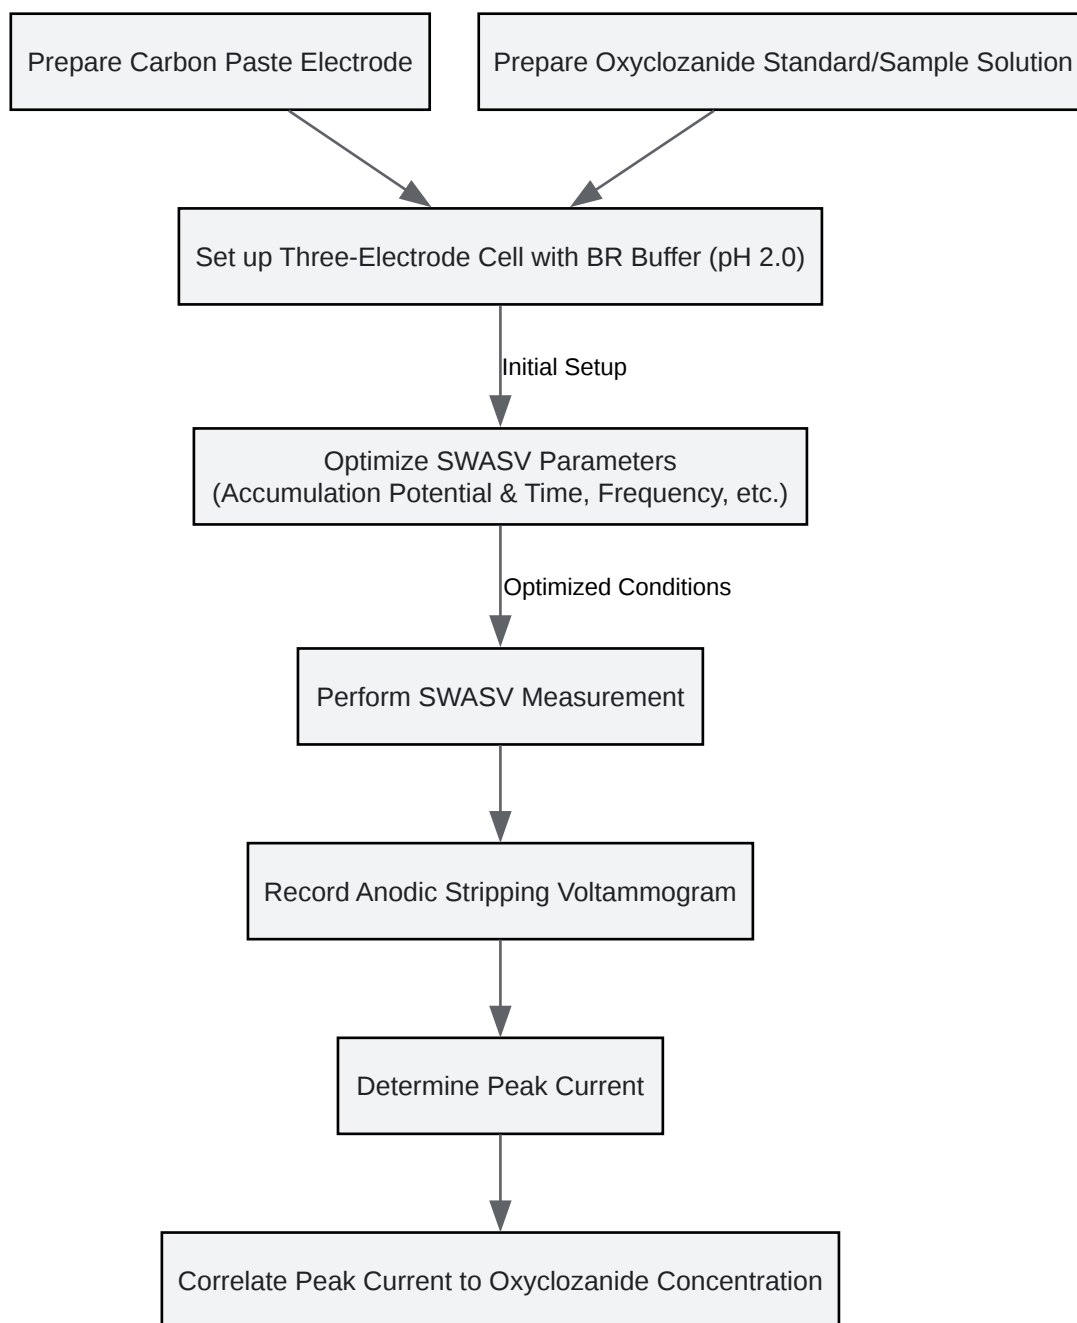 Prepare Carbon Paste Electrode
Prepare Oxyclozanide Standard/Sample Solution
Set up Three-Electrode Cell with BR Buffer (pH 2.0)
Initial Setup
Optimize SWASV Parameters
(Accumulation Potential & Time, Frequency, etc.)
Optimized Conditions
Perform SWASV Measurement
Record Anodic Stripping Voltammogram
Determine Peak Current
Correlate Peak Current to Oxyclozanide Concentration